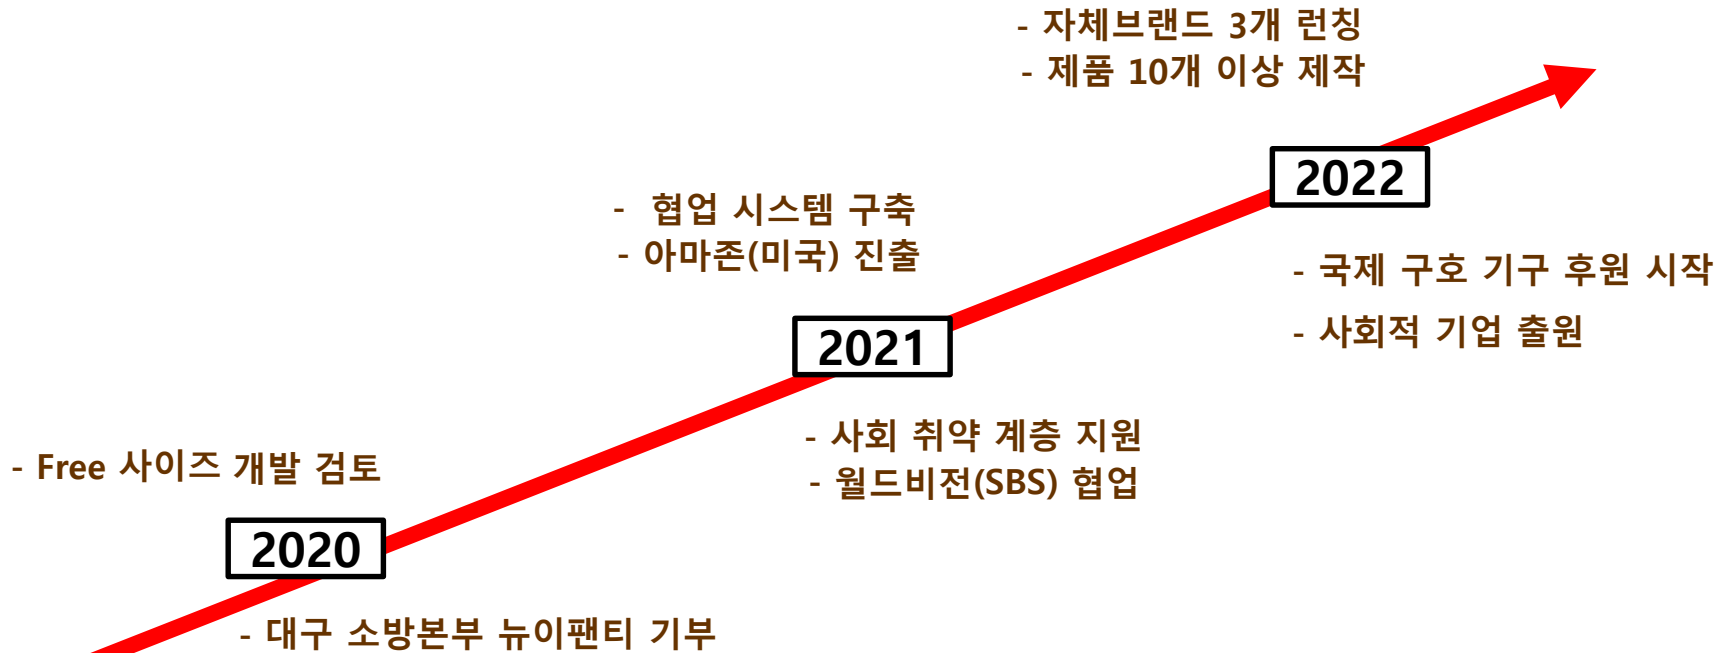 - 자체브랜드 3개 런칭
- 제품 10개 이상 제작
2022
- 협업 시스템 구축
- 아마존(미국) 진출
- 국제 구호 기구 후원 시작
- 사회적 기업 출원
2021
- 사회 취약 계층 지원
- 월드비전(SBS) 협업
- Free 사이즈 개발 검토
2020
- 대구 소방본부 뉴이팬티 기부